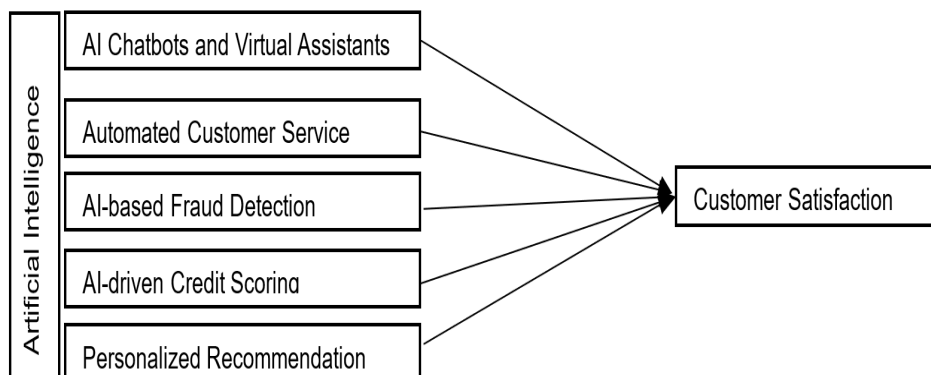 Artificial Intelligence
AI Chatbots and Virtual Assistants
Automated Customer Service
AI-based Fraud Detection
AI-driven Credit Scoring
Personalized Recommendation
Customer Satisfaction